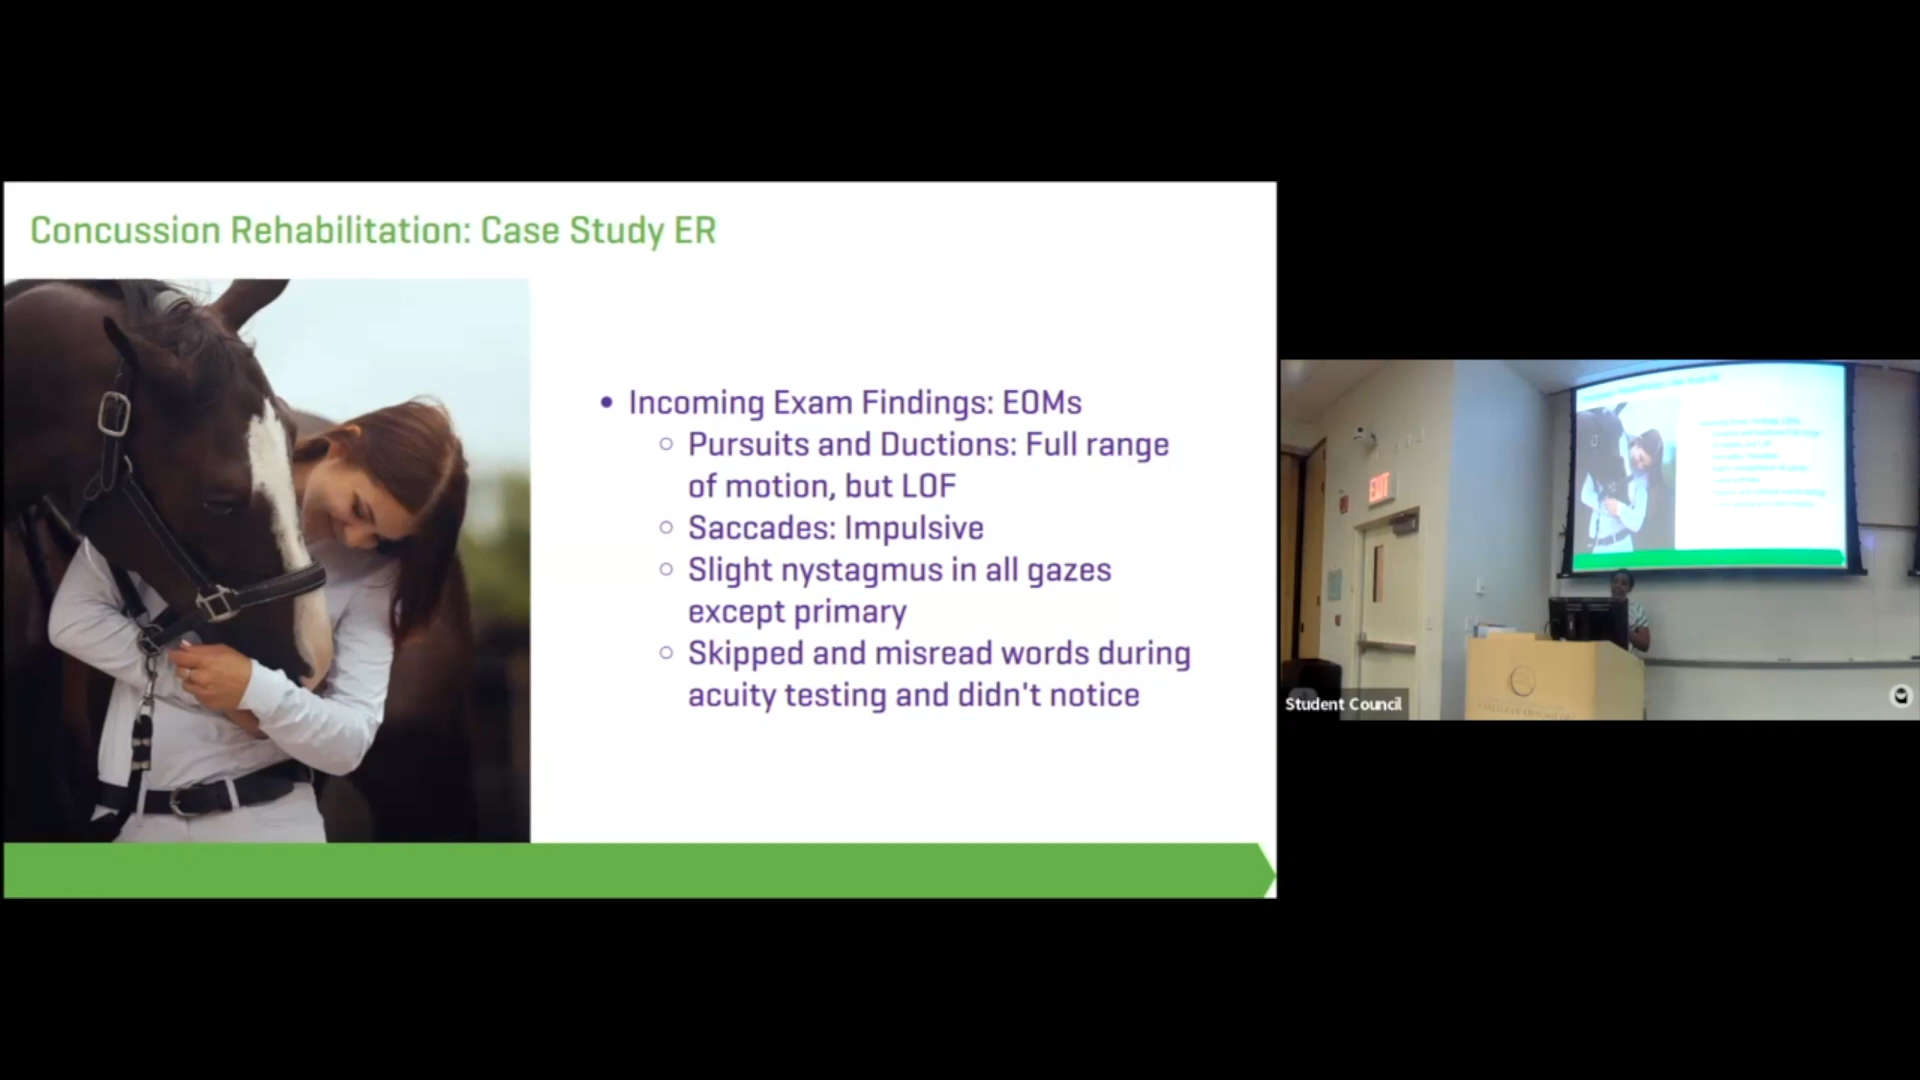 Concussion Rehabilitation: Case Study ER
• Incoming Exam Findings: EOMs
○ Pursuits and Ductions: Full range
of motion, but LOF
○ Saccades: Impulsive
○ Slight nystagmus in all gazes
except primary
○ Skipped and misread words during
acuity testing and didn't notice
EXIT
Student Council